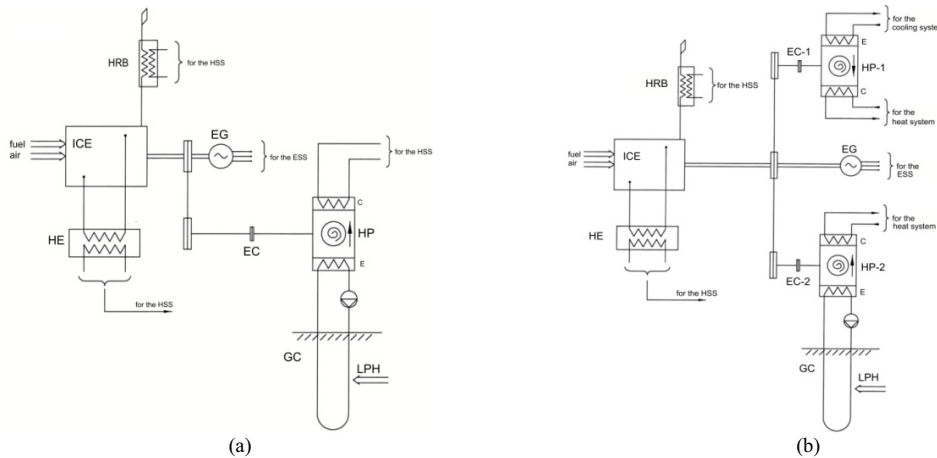 HRB
for the HSS
fuel
air
ICE
EG
for the ESS
for the HSS
C
HP
E
HE
EC
for the HSS
GC
LPH
(a)
for the
cooling system
E
EC-1
HP-1
C
for the
heat system
HRB
for the HSS
fuel
air
ICE
EG
for the
ESS
for the
heat system
C
HE
HP-2
EC-2
E
for the HSS
GC
LPH
(b)